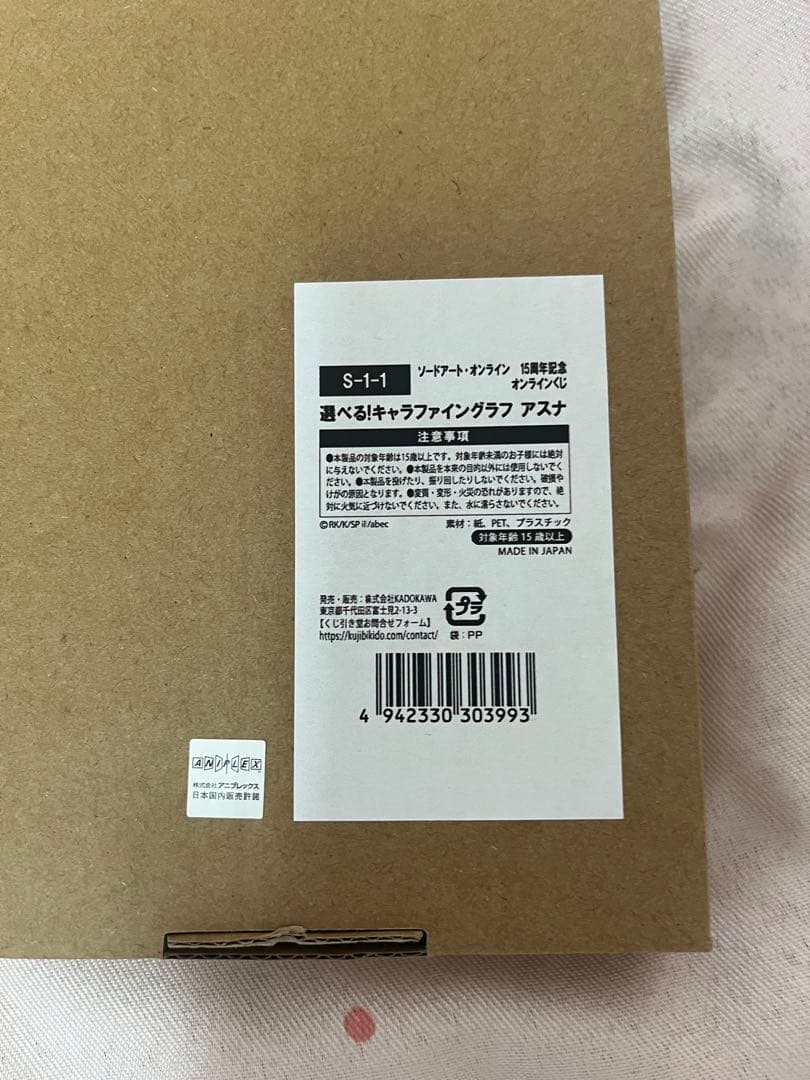 S-1-1
ソードアート・オンライン 15周年記念
オンラインくじ
選べる!キャラファイングラフ アスナ
注意事項
●本製品の対象年齢は15歳以上です。対象年齢未満のお子様には絶対
に与えないでください。●本製品を本来の目的以外には使用しないでく
ださい。●本製品を投げたり、振り回したりしないでください。破損や
けがの原因となります。●変質・変形・火災の恐れがありますので、絶
対に火気に近づけないでください。また、水に濡らさないでください。
©RK/K/SP il/abec
素材：紙、PET、プラスチック
対象年齢 15 歳以上
MADE IN JAPAN
発売・販売：株式会社KADOKAWA
東京都千代田区富士見2-13-3
【くじ引き堂お問合せフォーム】
https://kujibikido.com/contact/
プラ
袋：PP
4 942330 303993
ANIPLEX
株式会社アニプレックス
日本国内販売許諾